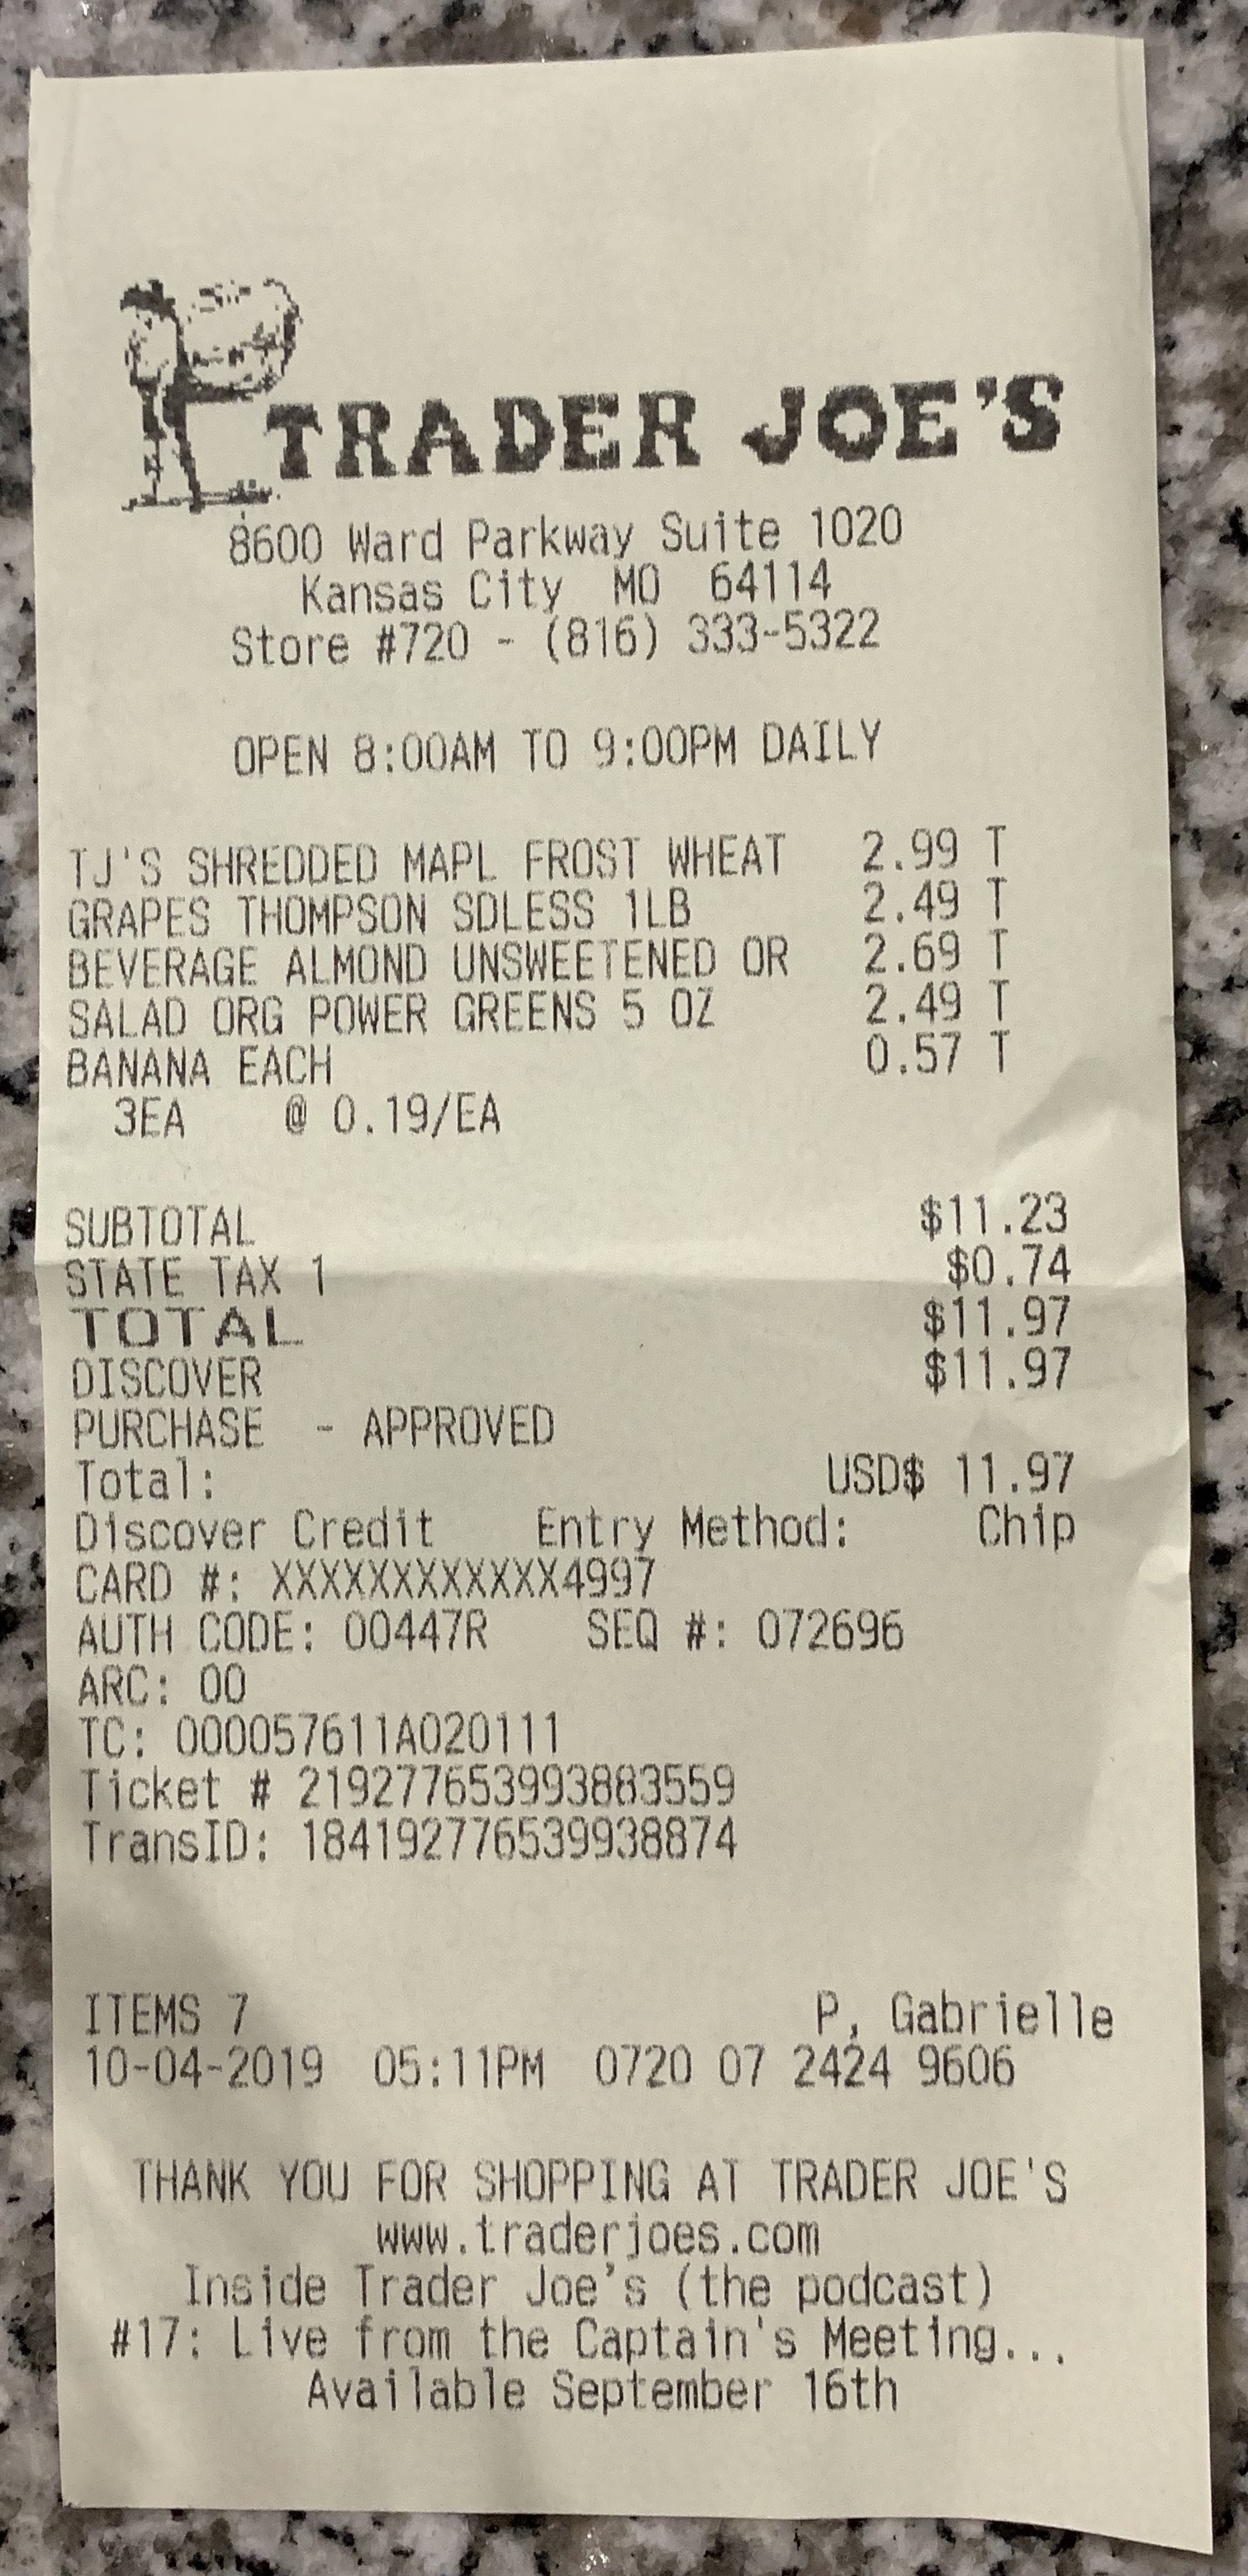 TRADER JOE'S
8600 Ward Parkway Suite 1020
Kansas City MO 64114
Store #720 - (816) 333-5322
OPEN 8:00AM TO 9:00PM DAILY
TJ'S SHREDDED MAPL FROST WHEAT 2.99 T
GRAPES THOMPSON SDLESS 1LB 2.49 T
BEVERAGE ALMOND UNSWEETENED OR 2.69 T
SALAD ORG POWER GREENS 5 OZ 2.49 T
BANANA EACH 0.57 T
3EA @ 0.19/EA
SUBTOTAL $11.23
STATE TAX 1 $0.74
TOTAL $11.97
DISCOVER $11.97
PURCHASE - APPROVED
Total: USD$ 11.97
Discover Credit Entry Method: Chip
CARD #: XXXXXXXXXXXX4997
AUTH CODE: 00447R SEQ #: 072696
ARC: 00
TC: 000057611A020111
Ticket # 219277653993883559
TransID: 184192776539938874
ITEMS 7 P, Gabrielle
10-04-2019 05:11PM 0720 07 2424 9606
THANK YOU FOR SHOPPING AT TRADER JOE'S
www.traderjoes.com
Inside Trader Joe's (the podcast)
#17: Live from the Captain's Meeting...
Available September 16th